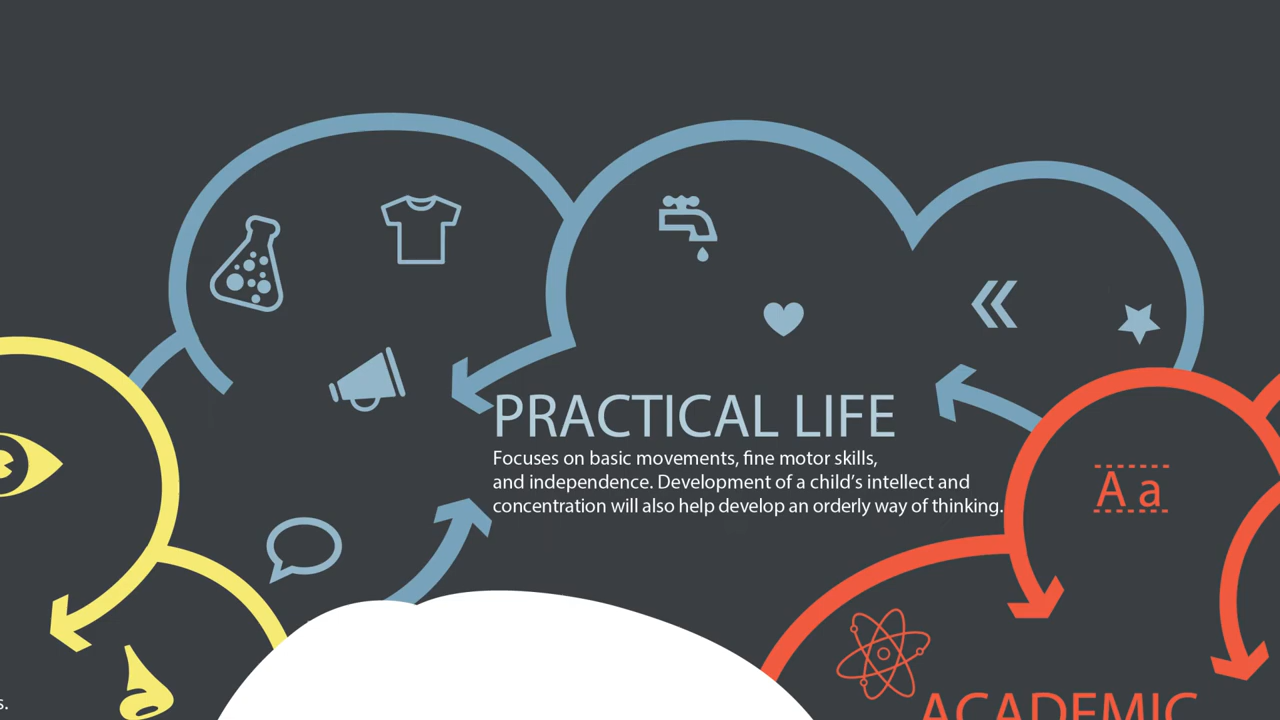 PRACTICAL LIFE
Focuses on basic movements, fine motor skills,
and independence. Development of a child's intellect and
concentration will also help develop an orderly way of thinking.
A a
s.
ACADEMIC